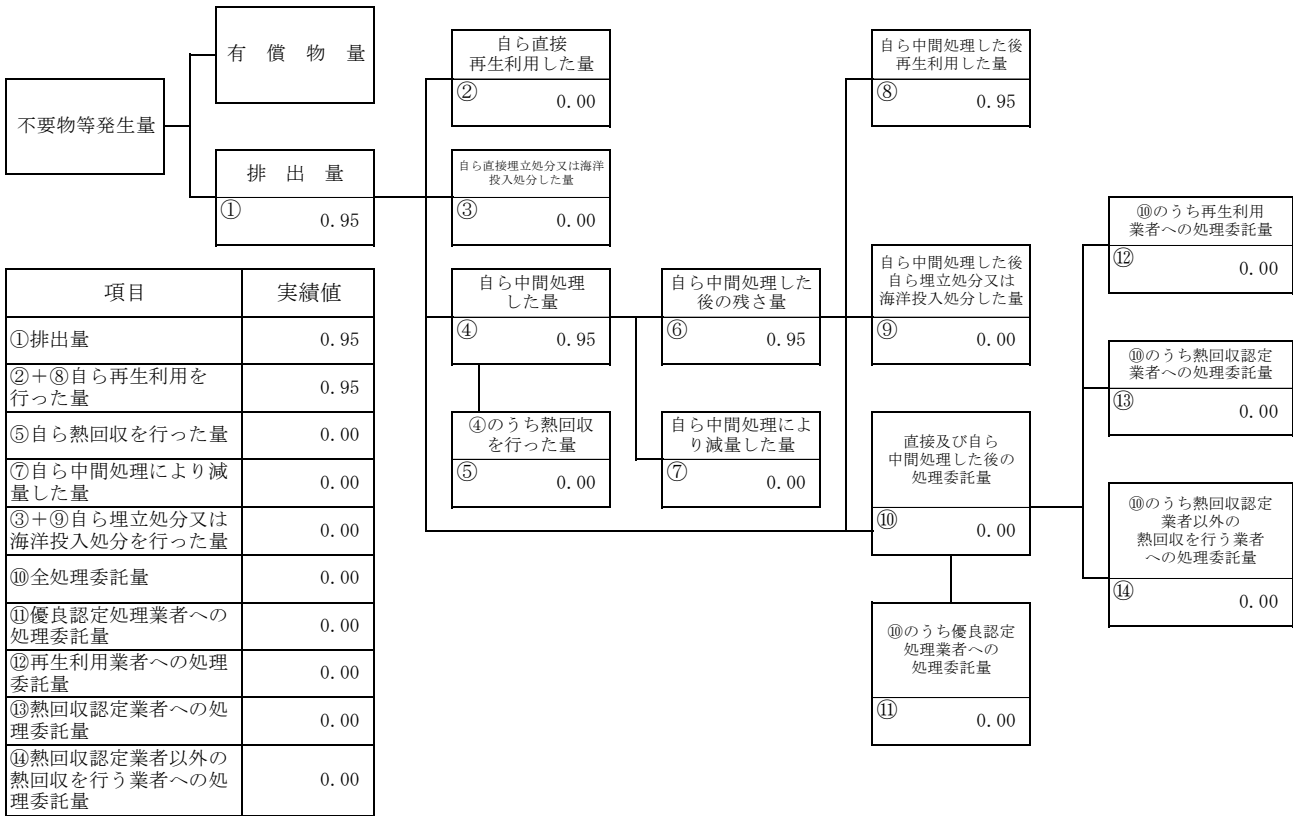 不要物等発生量
有 償 物 量
排 出 量
① 0.95
自ら直接
再生利用した量
② 0.00
自ら直接埋立処分又は海洋
投入処分した量
③ 0.00
自ら中間処理
した量
④ 0.95
④のうち熱回収
を行った量
⑤ 0.00
自ら中間処理した
後の残さ量
⑥ 0.95
自ら中間処理によ
り減量した量
⑦ 0.00
自ら中間処理した後
再生利用した量
⑧ 0.95
自ら中間処理した後
自ら埋立処分又は
海洋投入処分した量
⑨ 0.00
直接及び自ら
中間処理した後の
処理委託量
⑩ 0.00
⑩のうち優良認定
処理業者への
処理委託量
⑪ 0.00
⑩のうち再生利用
業者への処理委託量
⑫ 0.00
⑩のうち熱回収認定
業者への処理委託量
⑬ 0.00
⑩のうち熱回収認定
業者以外の
熱回収を行う業者
への処理委託量
⑭ 0.00
項目 実績値
①排出量 0.95
②+⑧自ら再生利用を
行った量 0.95
⑤自ら熱回収を行った量 0.00
⑦自ら中間処理により減
量した量 0.00
③+⑨自ら埋立処分又は
海洋投入処分を行った量 0.00
⑩全処理委託量 0.00
⑪優良認定処理業者への
処理委託量 0.00
⑫再生利用業者への処理
委託量 0.00
⑬熱回収認定業者への処
理委託量 0.00
⑭熱回収認定業者以外の
熱回収を行う業者への処
理委託量 0.00